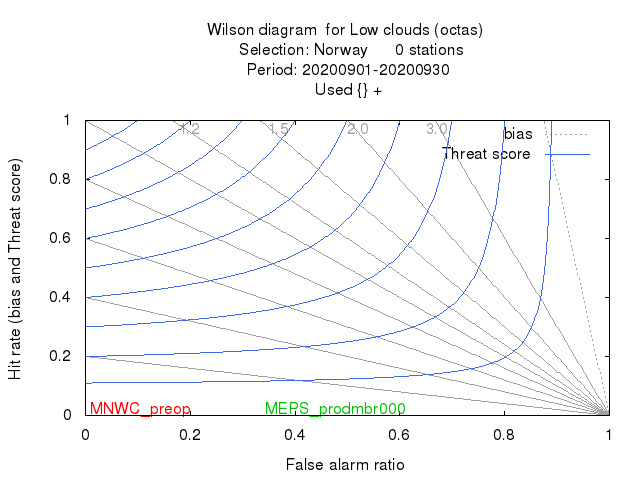 Wilson diagram for Low clouds (octas)
Selection: Norway 0 stations
Period: 20200901-20200930
Used {} +
1 1.2 1.5 2.0 3.0
bias
Threat score
0.8
0.6
0.4
0.2
0
MNWC_preop MEPS_prodmbr000
0 0.2 0.4 0.6 0.8 1
Hit rate (bias and Threat score)
False alarm ratio